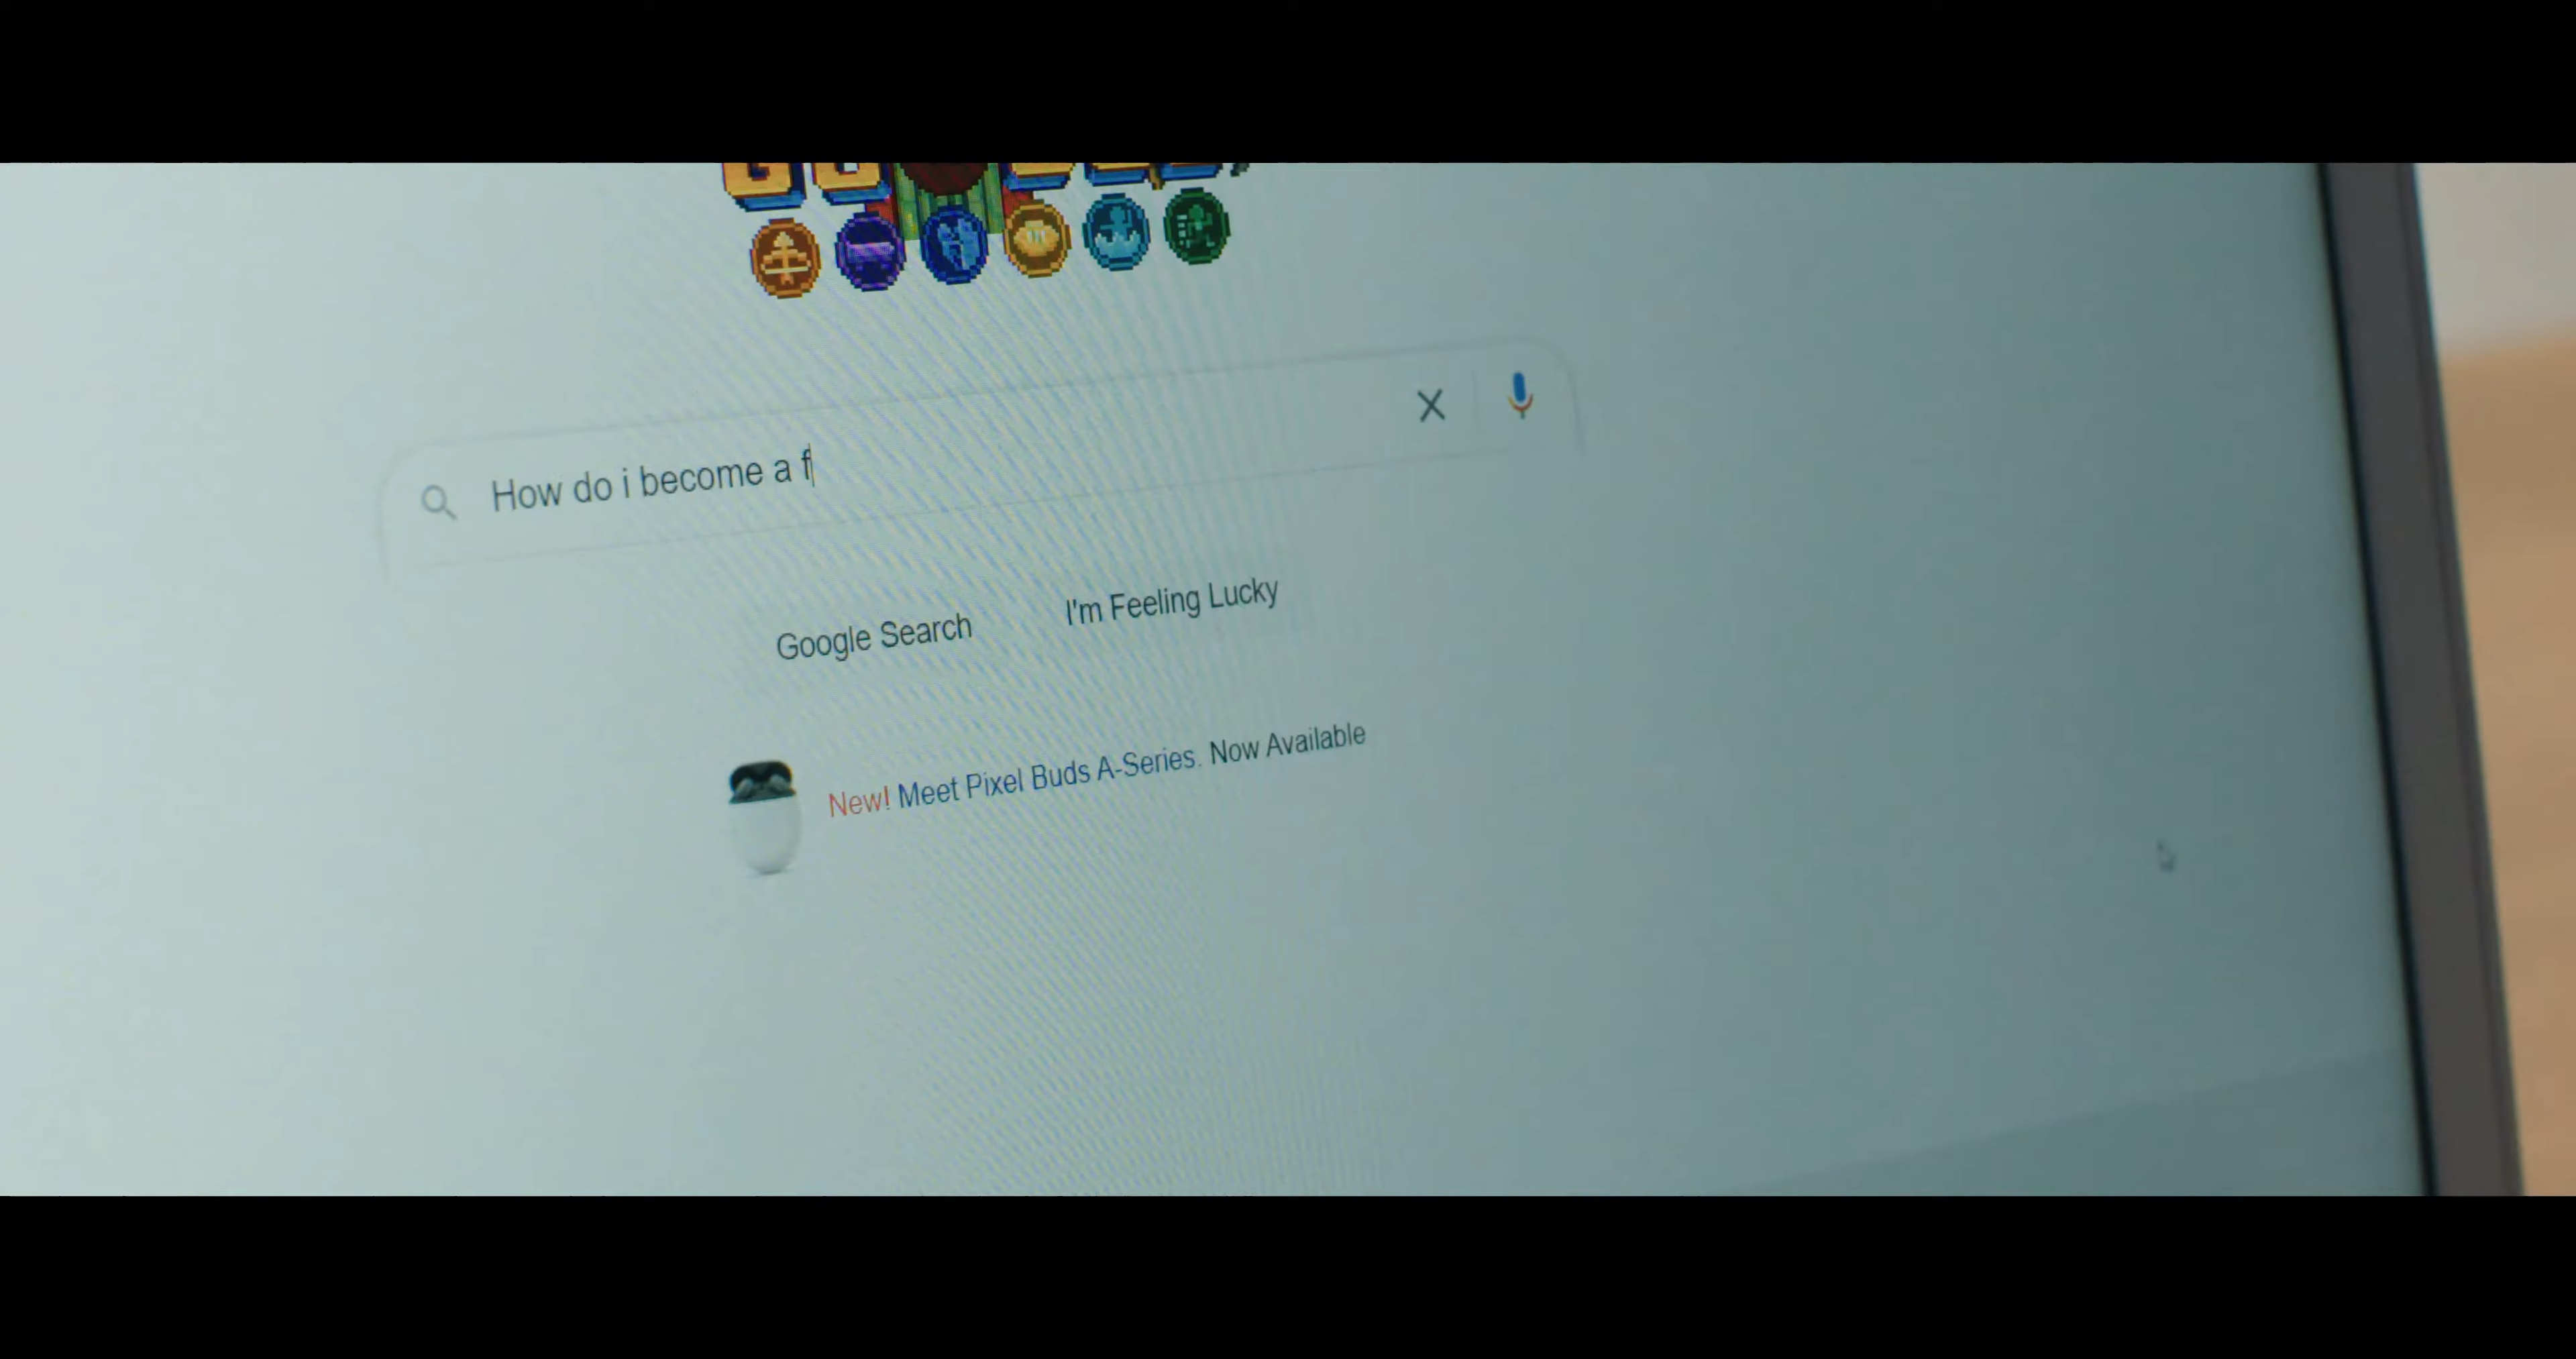 How do i become a f
Google Search
I'm Feeling Lucky
New! Meet Pixel Buds A-Series. Now Available